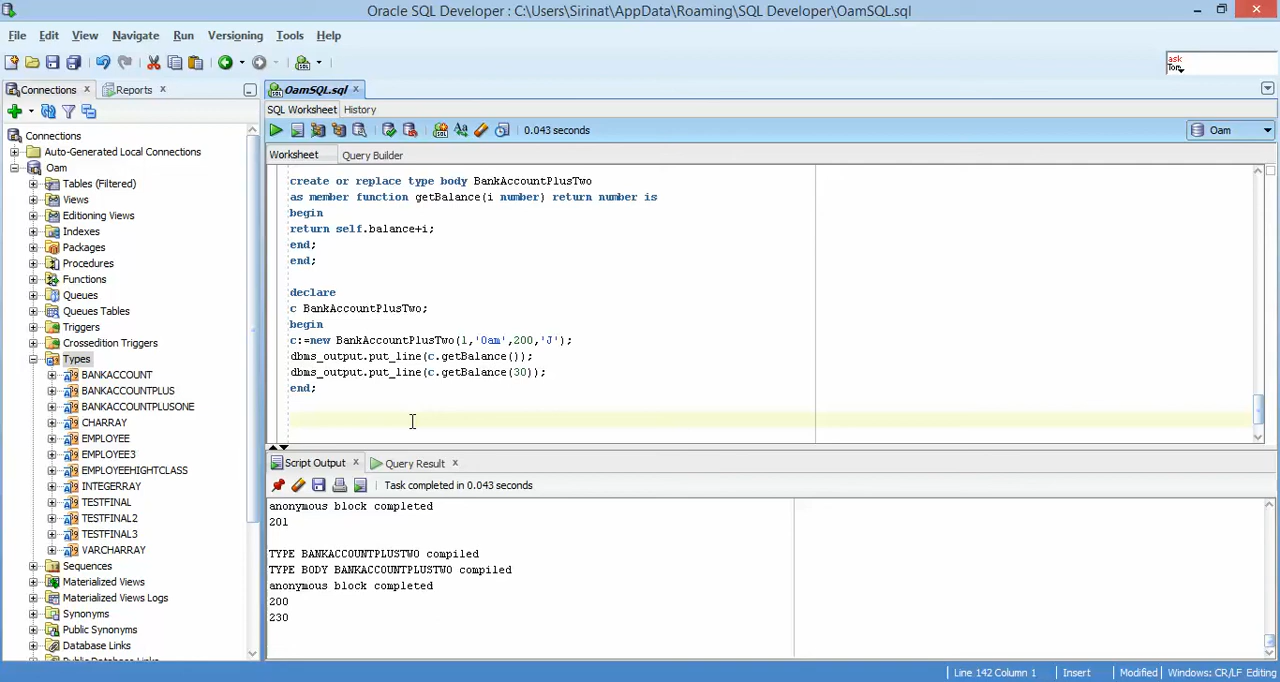 Oracle SQL Developer : C:\Users\Sirinat\AppData\Roaming\SQL Developer\OamSQL.sql
File Edit View Navigate Run Versioning Tools Help
ask
Tom
Connections
Reports
OamSQL.sql
SQL Worksheet History
0.043 seconds
Oam
Worksheet Query Builder
Connections
Auto-Generated Local Connections
Oam
Tables (Filtered)
Views
Editioning Views
Indexes
Packages
Procedures
Functions
Queues
Queues Tables
Triggers
Crossedition Triggers
Types
BANKACCOUNT
BANKACCOUNTPLUS
BANKACCOUNTPLUSONE
CHARRAY
EMPLOYEE
EMPLOYEE3
EMPLOYEEHIGHTCLASS
INTEGERRAY
TESTFINAL
TESTFINAL2
TESTFINAL3
VARCHARRAY
Sequences
Materialized Views
Materialized Views Logs
Synonyms
Public Synonyms
Database Links
Public Database Links
create or replace type body BankAccountPlusTwo
as member function getBalance(i number) return number is
begin
return self.balance+i;
end;
end;
declare
c BankAccountPlusTwo;
begin
c:=new BankAccountPlusTwo(1,'Oam',200,'J');
dbms_output.put_line(c.getBalance());
dbms_output.put_line(c.getBalance(30));
end;
Script Output Query Result
Task completed in 0.043 seconds
anonymous block completed
201
TYPE BANKACCOUNTPLUSTWO compiled
TYPE BODY BANKACCOUNTPLUSTWO compiled
anonymous block completed
200
230
Line 142 Column 1 Insert Modified Windows: CR/LF Editing